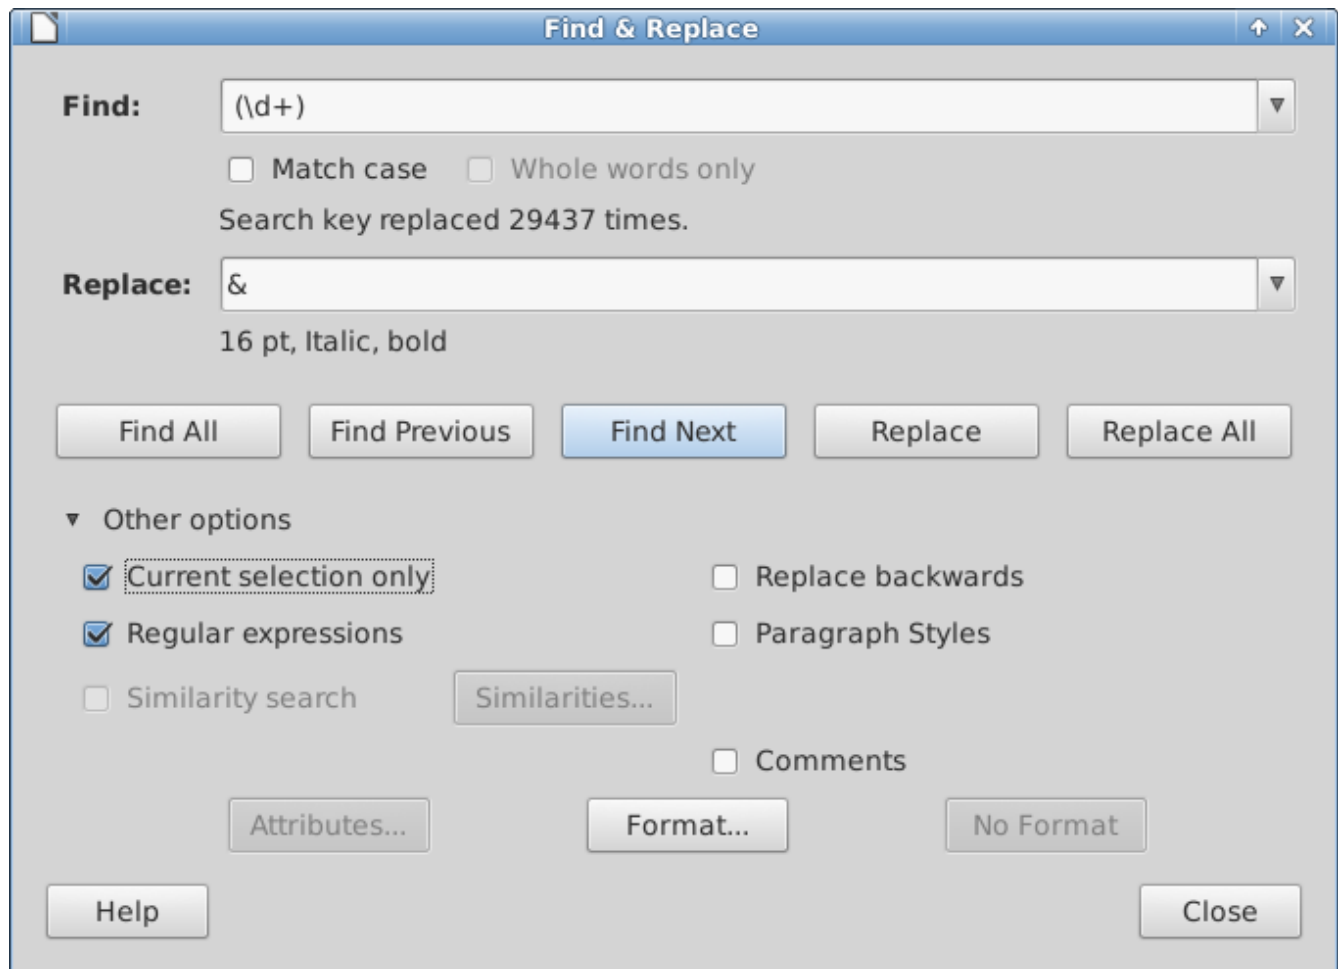 Find & Replace
Find: (\d+)
Match case Whole words only
Search key replaced 29437 times.
Replace: &
16 pt, Italic, bold
Find All Find Previous Find Next Replace Replace All
Other options
Current selection only Replace backwards
Regular expressions Paragraph Styles
Similarity search Similarities...
Comments
Attributes... Format... No Format
Help Close